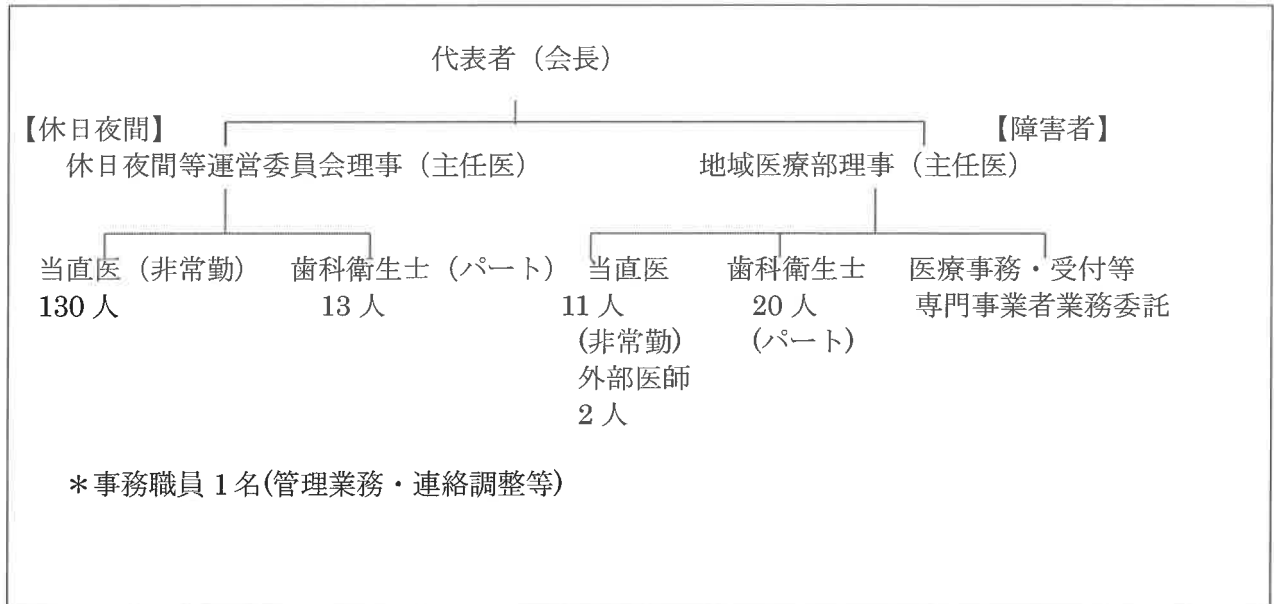 代表者（会長）
【休日夜間】
【障害者】
休日夜間等運営委員会理事（主任医）
地域医療部理事（主任医）
当直医（非常勤）
130人
歯科衛生士（パート）
13人
当直医
11人
(非常勤)
外部医師
2人
歯科衛生士
20人
(パート)
医療事務・受付等
専門事業者業務委託
＊事務職員1名(管理業務・連絡調整等)